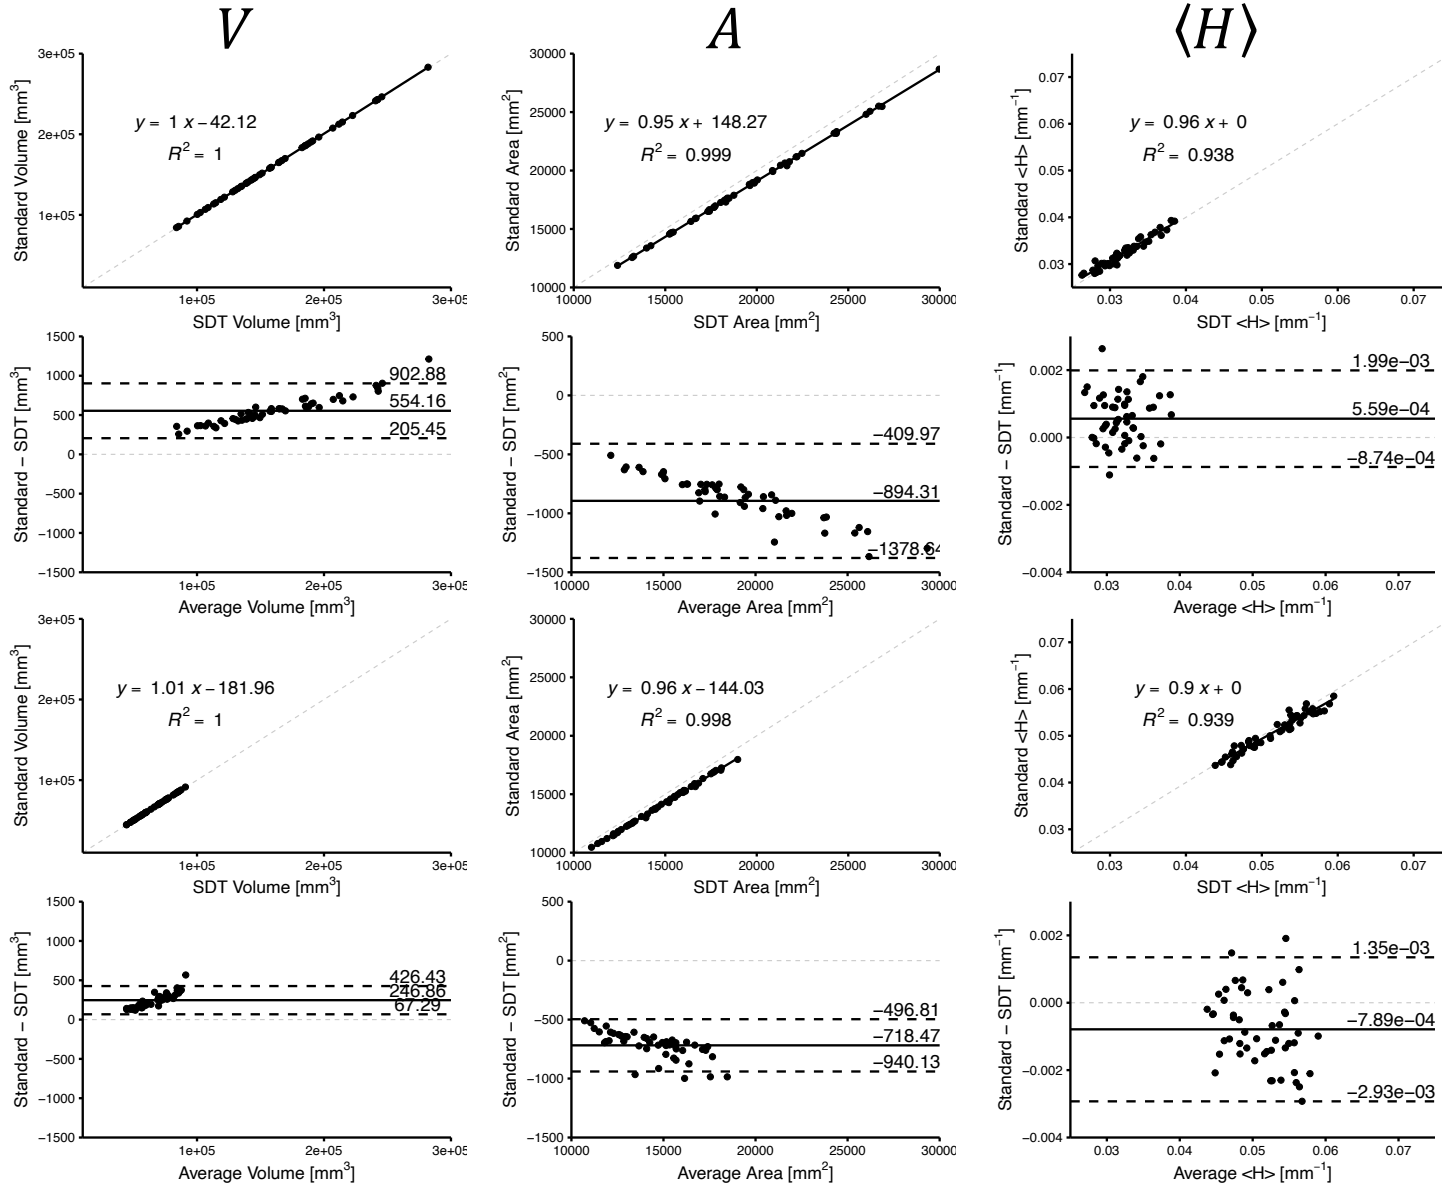 V
A
⟨H⟩
Standard Volume [mm³]
3e+05
2e+05
1e+05
y = 1 x − 42.12
R² = 1
1e+05 2e+05 3e+05
SDT Volume [mm³]
Standard Area [mm²]
30000
25000
20000
15000
10000
y = 0.95 x + 148.27
R² = 0.999
10000 15000 20000 25000 30000
SDT Area [mm²]
Standard <H> [mm⁻¹]
0.07
0.06
0.05
0.04
0.03
y = 0.96 x + 0
R² = 0.938
0.03 0.04 0.05 0.06 0.07
SDT <H> [mm⁻¹]
Standard − SDT [mm³]
1500
1000
500
0
−500
−1000
−1500
902.88
554.16
205.45
1e+05 2e+05 3e+05
Average Volume [mm³]
Standard − SDT [mm²]
500
0
−500
−1000
−1500
−409.97
−894.31
−1378.64
10000 15000 20000 25000 30000
Average Area [mm²]
Standard − SDT [mm⁻¹]
0.002
0.000
−0.002
−0.004
1.99e−03
5.59e−04
−8.74e−04
0.03 0.04 0.05 0.06 0.07
Average <H> [mm⁻¹]
Standard Volume [mm³]
3e+05
2e+05
1e+05
y = 1.01 x − 181.96
R² = 1
1e+05 2e+05 3e+05
SDT Volume [mm³]
Standard Area [mm²]
30000
25000
20000
15000
10000
y = 0.96 x − 144.03
R² = 0.998
10000 15000 20000 25000 30000
SDT Area [mm²]
Standard <H> [mm⁻¹]
0.07
0.06
0.05
0.04
0.03
y = 0.9 x + 0
R² = 0.939
0.03 0.04 0.05 0.06 0.07
SDT <H> [mm⁻¹]
Standard − SDT [mm³]
1500
1000
500
0
−500
−1000
−1500
426.43
246.86
67.29
1e+05 2e+05 3e+05
Average Volume [mm³]
Standard − SDT [mm²]
500
0
−500
−1000
−1500
−496.81
−718.47
−940.13
10000 15000 20000 25000 30000
Average Area [mm²]
Standard − SDT [mm⁻¹]
0.002
0.000
−0.002
−0.004
1.35e−03
−7.89e−04
−2.93e−03
0.03 0.04 0.05 0.06 0.07
Average <H> [mm⁻¹]